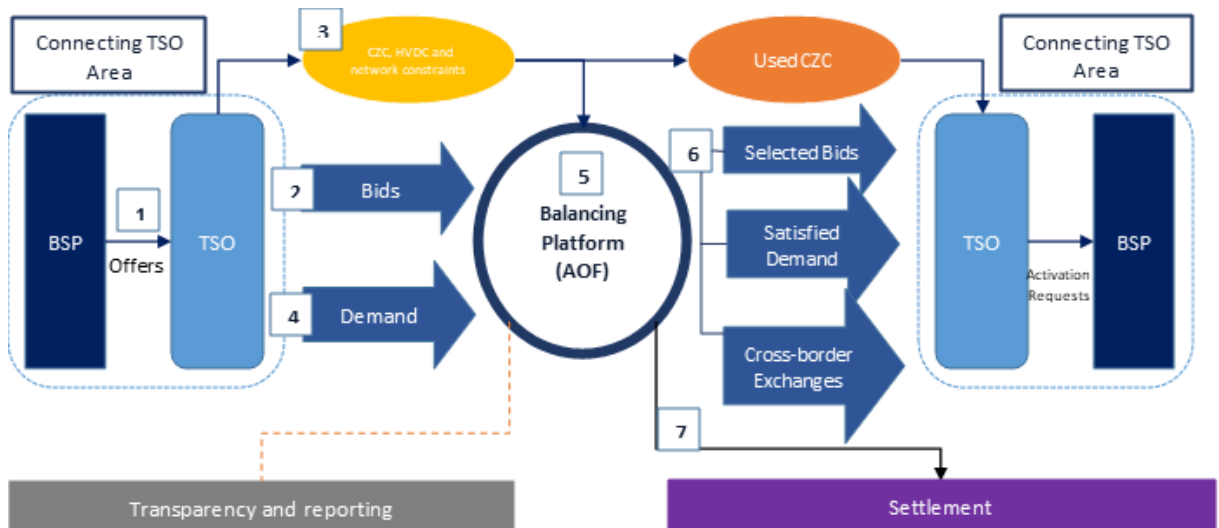 Connecting TSO
Area
3
CZC, HVDC and
network constraints
Used CZC
Connecting TSO
Area
BSP
1
Offers
TSO
2
Bids
4
Demand
5
Balancing
Platform
(AOF)
6
Selected Bids
Satisfied
Demand
Cross-border
Exchanges
TSO
Activation
Requests
BSP
7
Transparency and reporting
Settlement